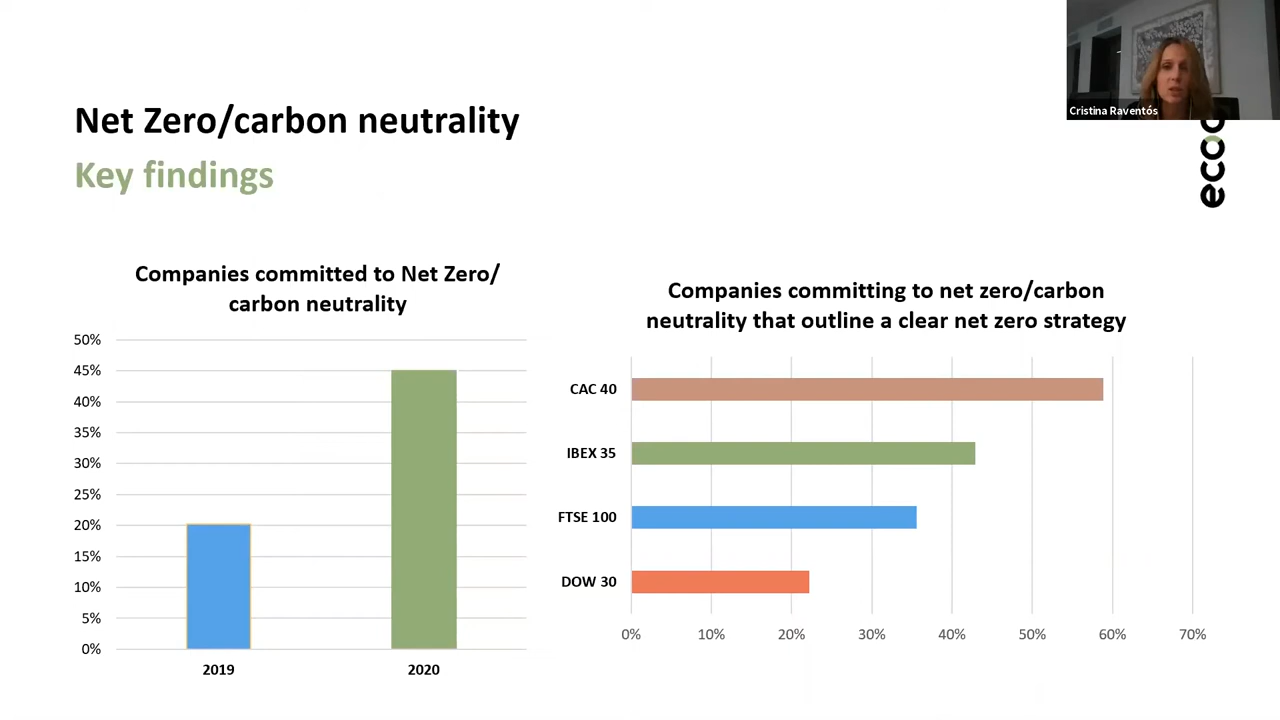 Cristina Raventós
Net Zero/carbon neutrality
Key findings
Companies committed to Net Zero/
carbon neutrality
50%
45%
40%
35%
30%
25%
20%
15%
10%
5%
0%
2019
2020
Companies committing to net zero/carbon
neutrality that outline a clear net zero strategy
CAC 40
IBEX 35
FTSE 100
DOW 30
0%
10%
20%
30%
40%
50%
60%
70%